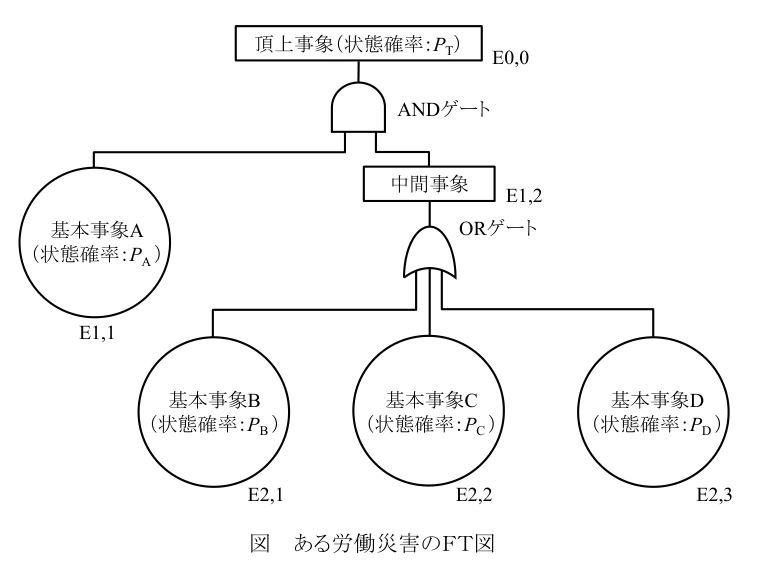 頂上事象(状態確率:PT)
E0,0
ANDゲート
中間事象
E1,2
ORゲート
基本事象A
(状態確率:PA)
E1,1
基本事象B
(状態確率:PB)
E2,1
基本事象C
(状態確率:PC)
E2,2
基本事象D
(状態確率:PD)
E2,3
図　ある労働災害のFT図